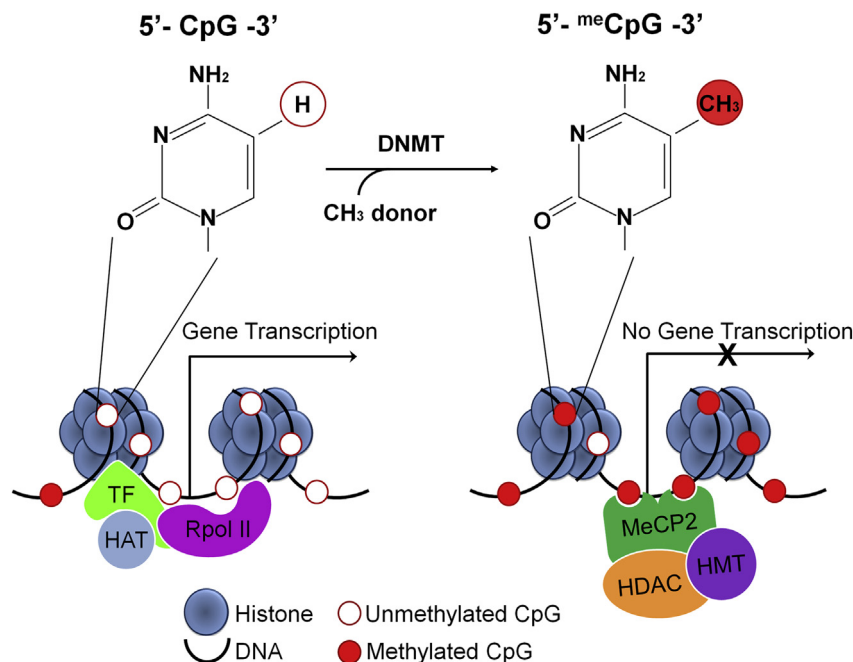 5'- CpG -3'
5'- meCpG -3'
NH2
H
N
N
O
DNMT
CH3 donor
NH2
CH3
N
N
O
Gene Transcription
No Gene Transcription
X
TF
HAT
Rpol II
MeCP2
HDAC
HMT
Histone
Unmethylated CpG
DNA
Methylated CpG